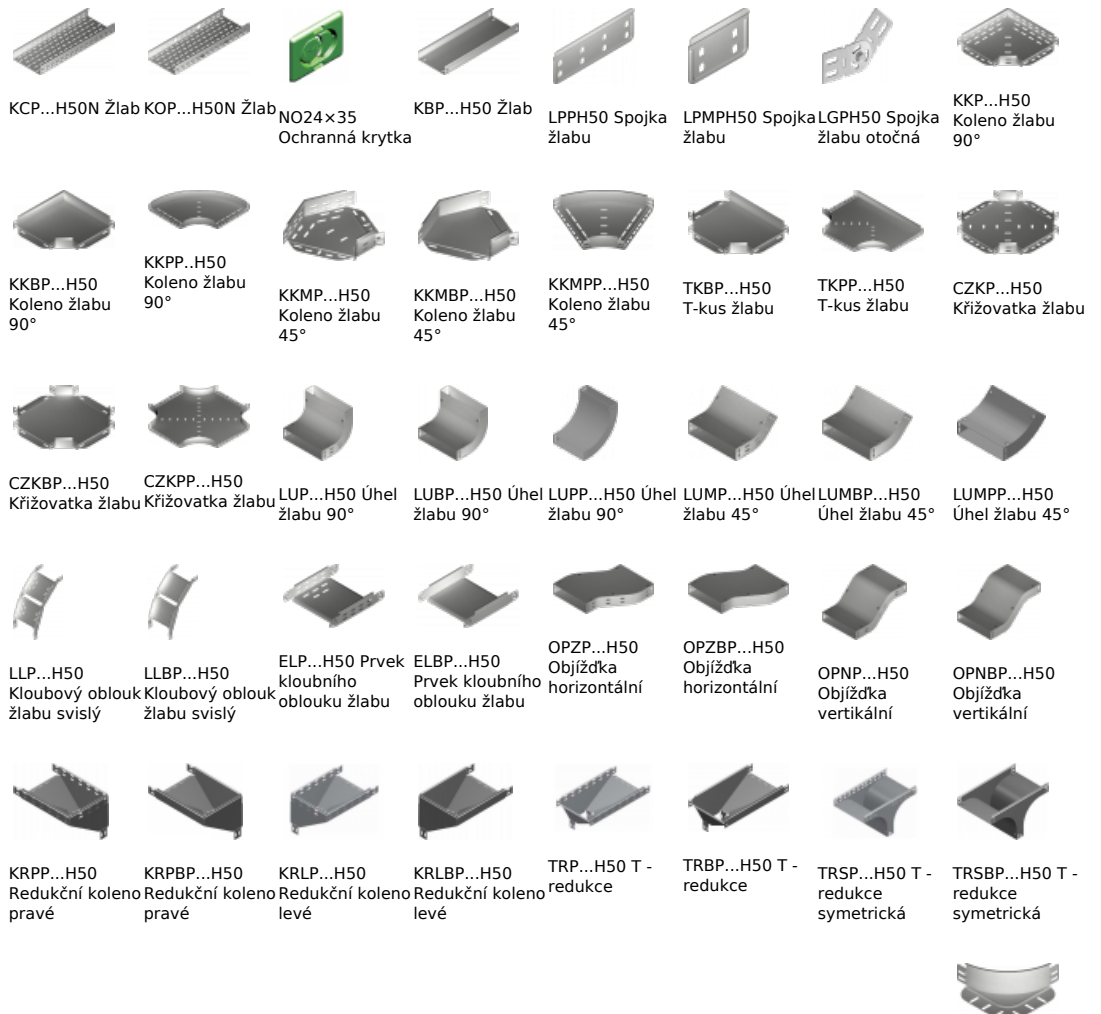 KCP...H50N Žlab
KOP...H50N Žlab
NO24×35
Ochranná krytka
KBP...H50 Žlab
LPPH50 Spojka
žlabu
LPMPH50 Spojka
žlabu
LGPH50 Spojka
žlabu otočná
KKP...H50
Koleno žlabu
90°
KKBP...H50
Koleno žlabu
90°
KKPP..H50
Koleno žlabu
90°
KKMP...H50
Koleno žlabu
45°
KKMBP...H50
Koleno žlabu
45°
KKMPP...H50
Koleno žlabu
45°
TKBP...H50
T-kus žlabu
TKPP...H50
T-kus žlabu
CZKP...H50
Křižovatka žlabu
CZKBP...H50
Křižovatka žlabu
CZKPP...H50
Křižovatka žlabu
LUP...H50 Úhel
žlabu 90°
LUBP...H50 Úhel
žlabu 90°
LUPP...H50 Úhel
žlabu 90°
LUMP...H50 Úhel
žlabu 45°
LUMBP...H50
Úhel žlabu 45°
LUMPP...H50
Úhel žlabu 45°
LLP...H50
Kloubový oblouk
žlabu svislý
LLBP...H50
Kloubový oblouk
žlabu svislý
ELP...H50 Prvek
kloubního
oblouku žlabu
ELBP...H50
Prvek kloubního
oblouku žlabu
OPZP...H50
Objížďka
horizontální
OPZBP...H50
Objížďka
horizontální
OPNP...H50
Objížďka
vertikální
OPNBP...H50
Objížďka
vertikální
KRPP...H50
Redukční koleno
pravé
KRPBP...H50
Redukční koleno
pravé
KRLP...H50
Redukční koleno
levé
KRLBP...H50
Redukční koleno
levé
TRP...H50 T -
redukce
TRBP...H50 T -
redukce
TRSP...H50 T -
redukce
symetrická
TRSBP...H50 T -
redukce
symetrická